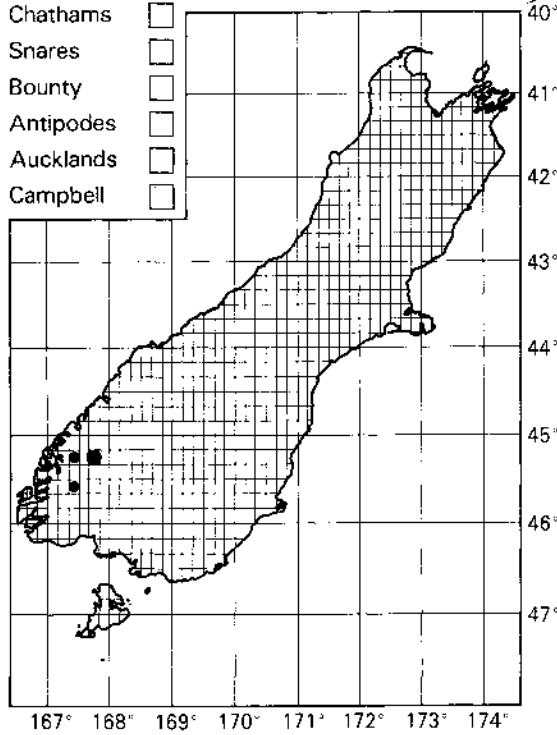 Chathams
Snares
Bounty
Antipodes
Aucklands
Campbell
40°
41°
42°
43°
44°
45°
46°
47°
167° 168° 169° 170° 171° 172° 173° 174°